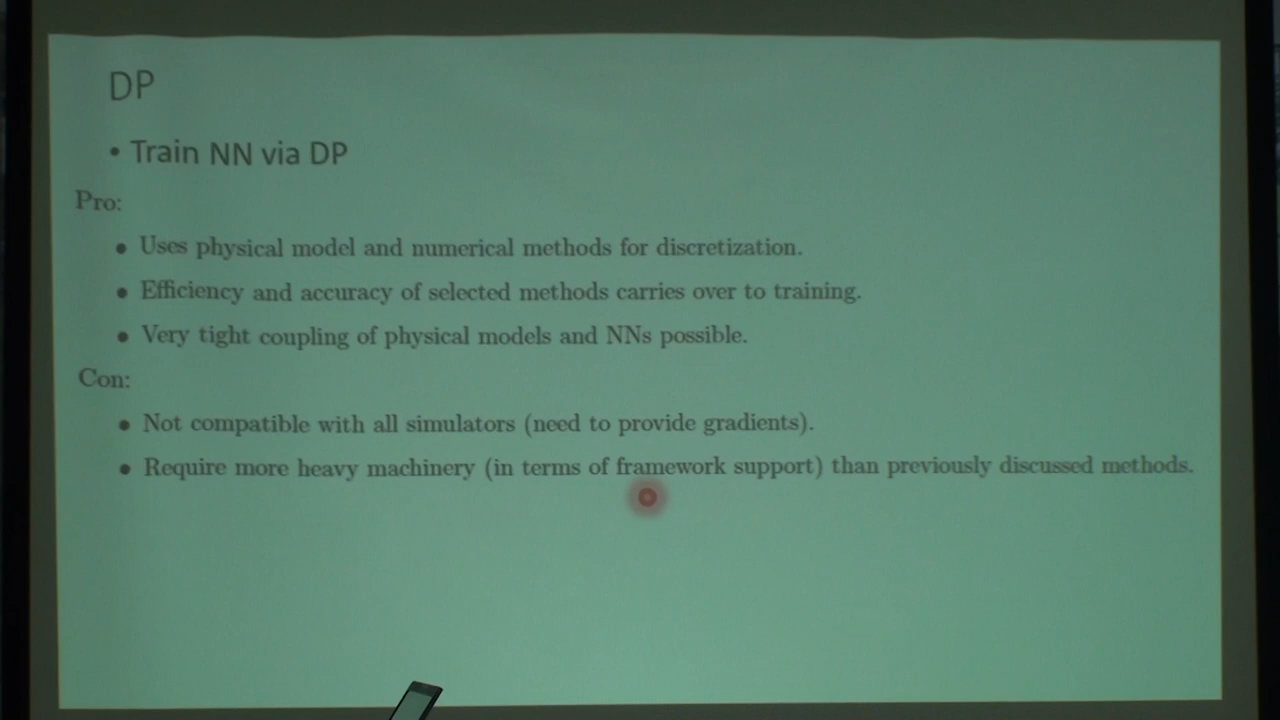 DP
• Train NN via DP
Pro:
• Uses physical model and numerical methods for discretization.
• Efficiency and accuracy of selected methods carries over to training.
• Very tight coupling of physical models and NNs possible.
Con:
• Not compatible with all simulators (need to provide gradients).
• Require more heavy machinery (in terms of framework support) than previously discussed methods.